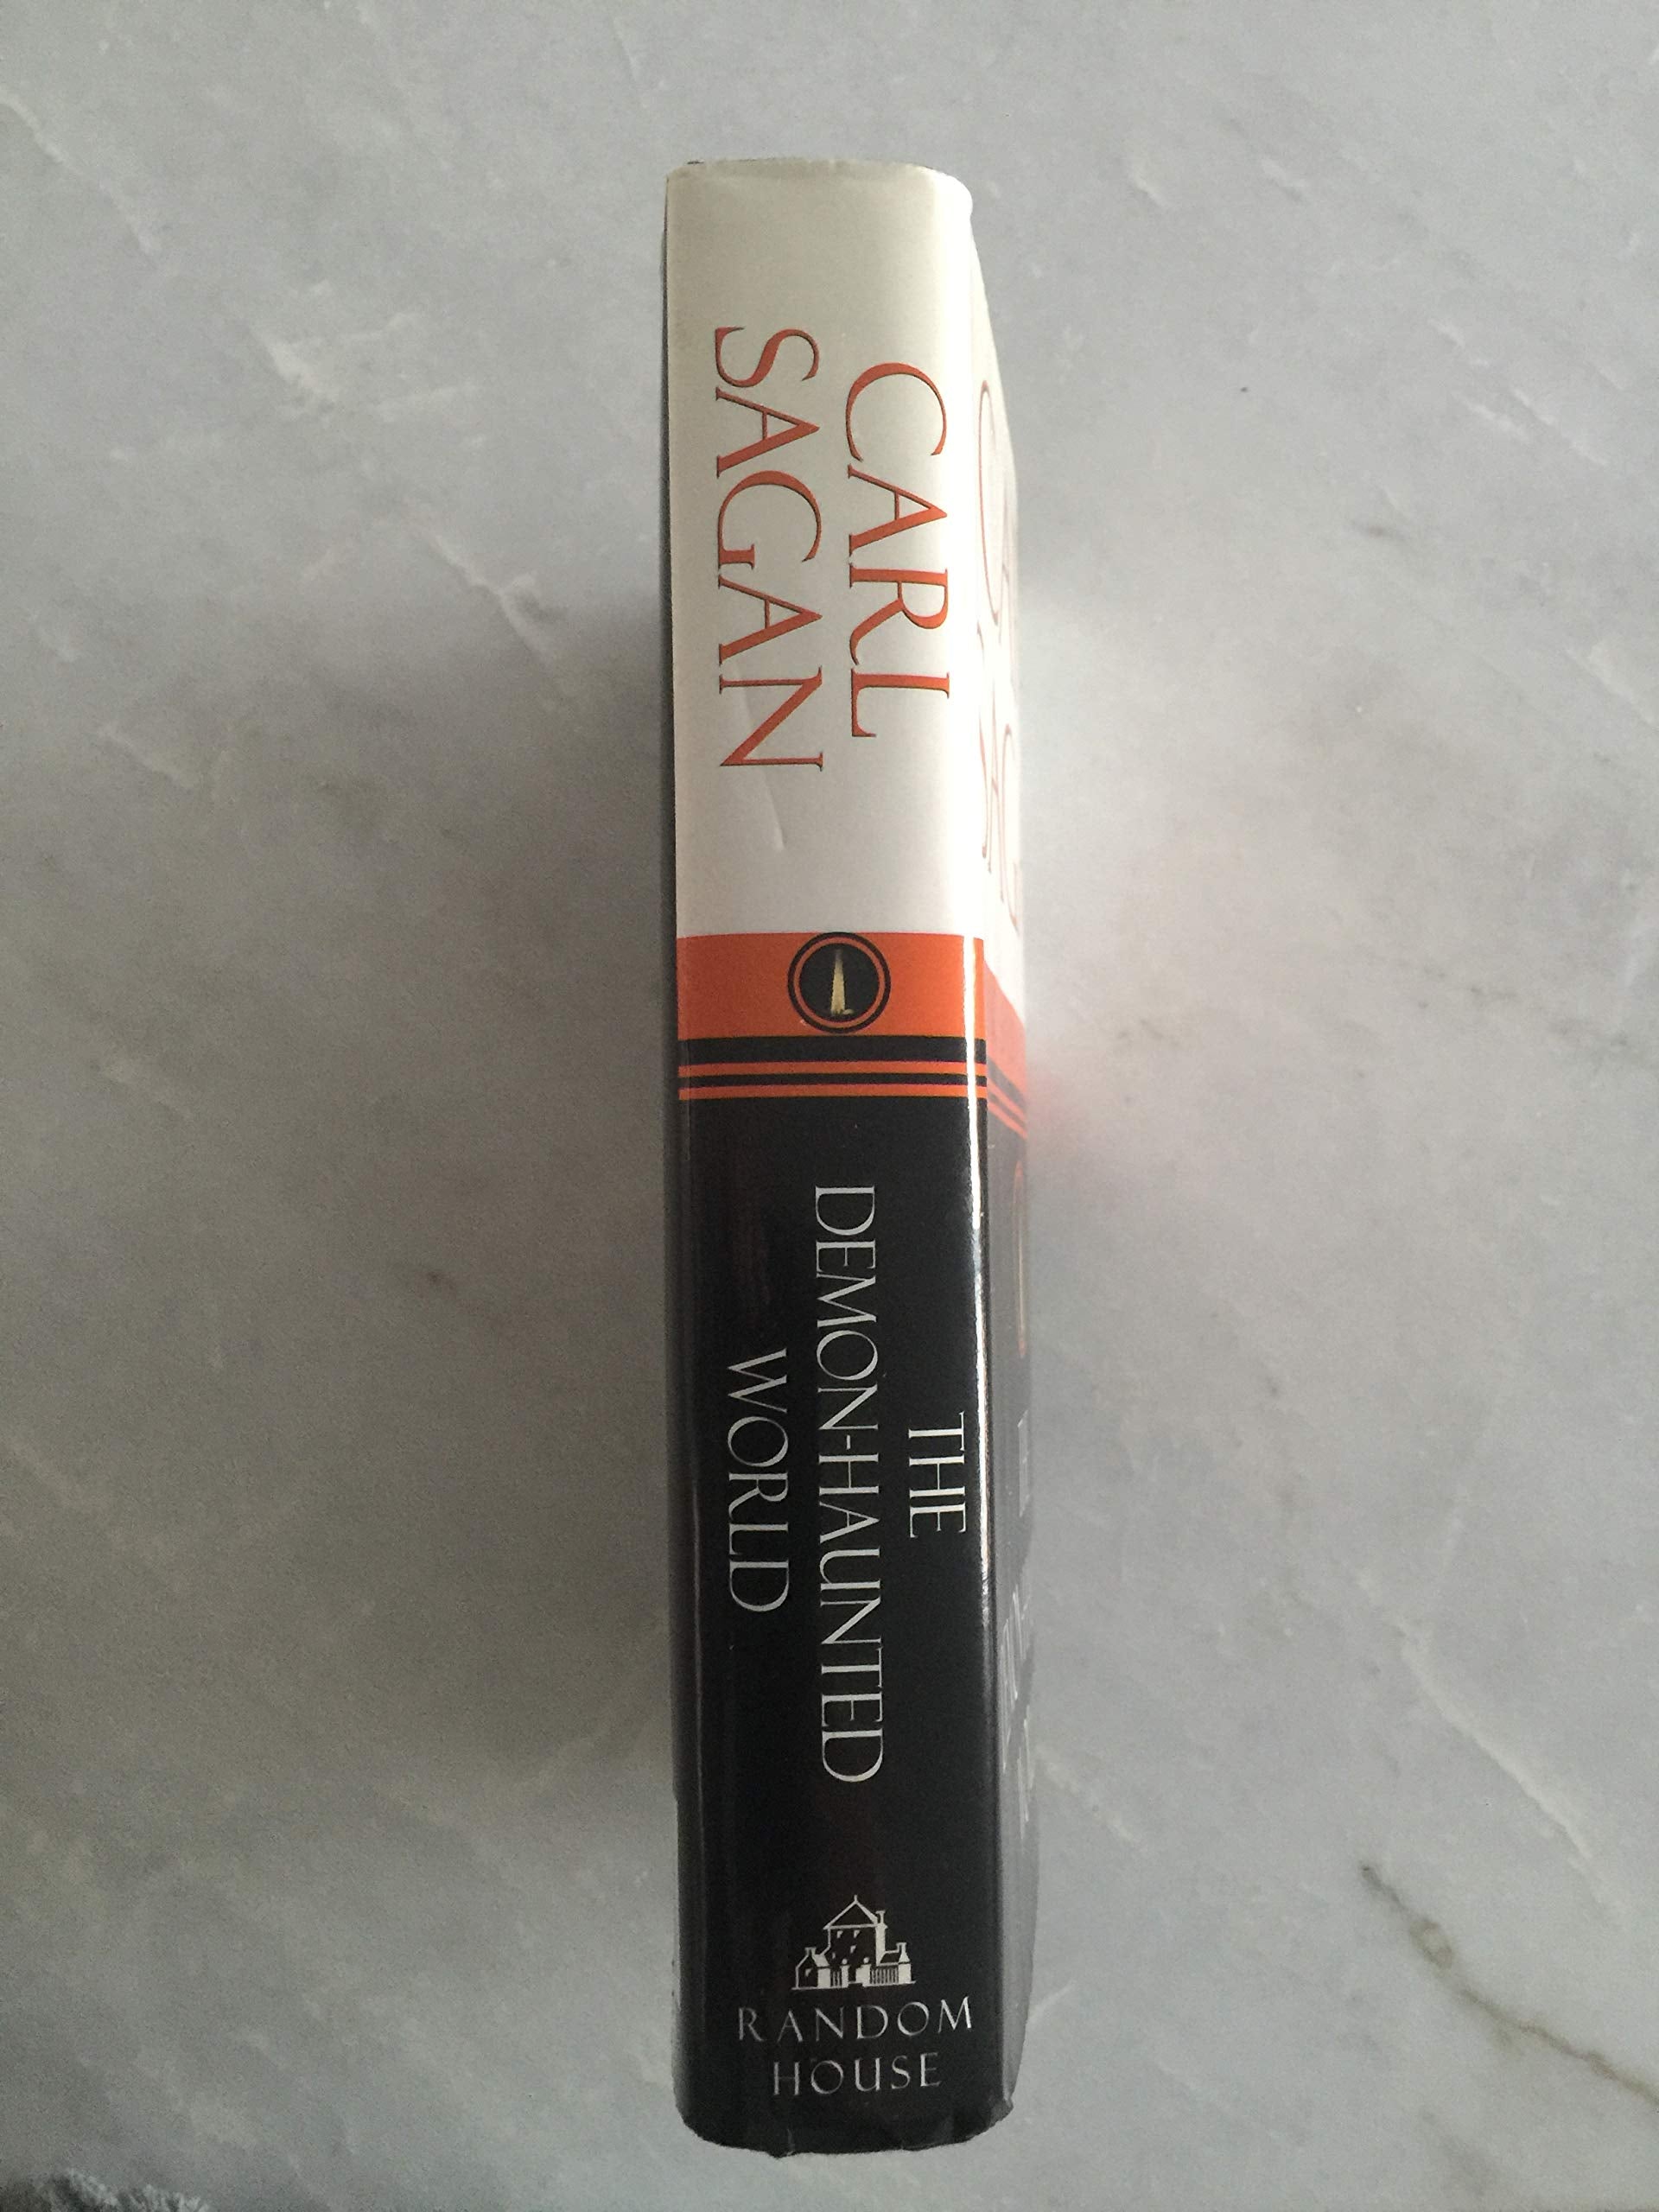 CARL
SAGAN
THE
DEMON-HAUNTED
WORLD
RANDOM
HOUSE